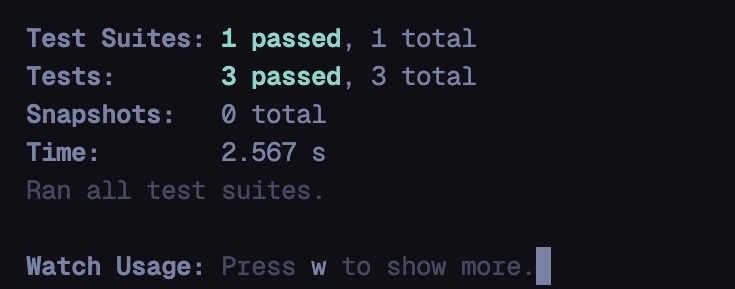 Test Suites: 1 passed, 1 total
Tests:       3 passed, 3 total
Snapshots:   0 total
Time:        2.567 s
Ran all test suites.

Watch Usage: Press w to show more.